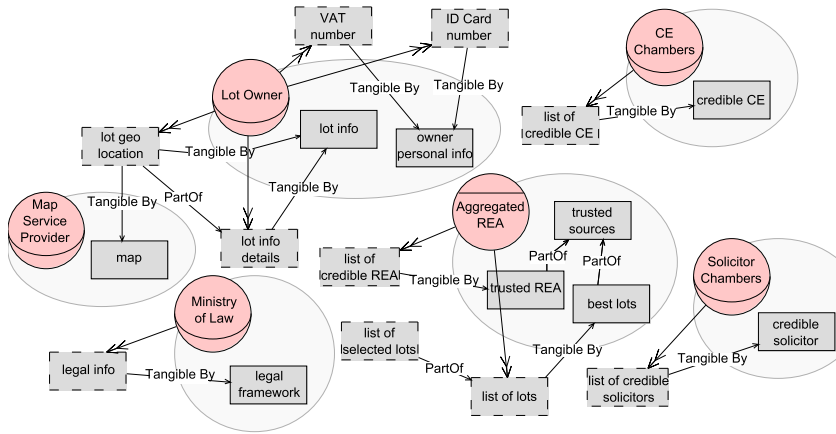 VAT
number
ID Card
number
CE
Chambers
Lot Owner
Tangible By
Tangible By
credible CE
list of
credible CE
Tangible By
lot info
lot geo
location
Tangible By
owner
personal info
Tangible By
PartOf
Tangible By
Map
Service
Provider
map
lot info
details
Aggregated
REA
trusted
sources
list of
credible REA
Tangible By
PartOf
PartOf
trusted REA
best lots
Solicitor
Chambers
Ministry
of Law
list of
selected lots
credible
solicitor
Tangible By
Tangible By
legal info
Tangible By
legal
framework
PartOf
list of lots
list of credible
solicitors